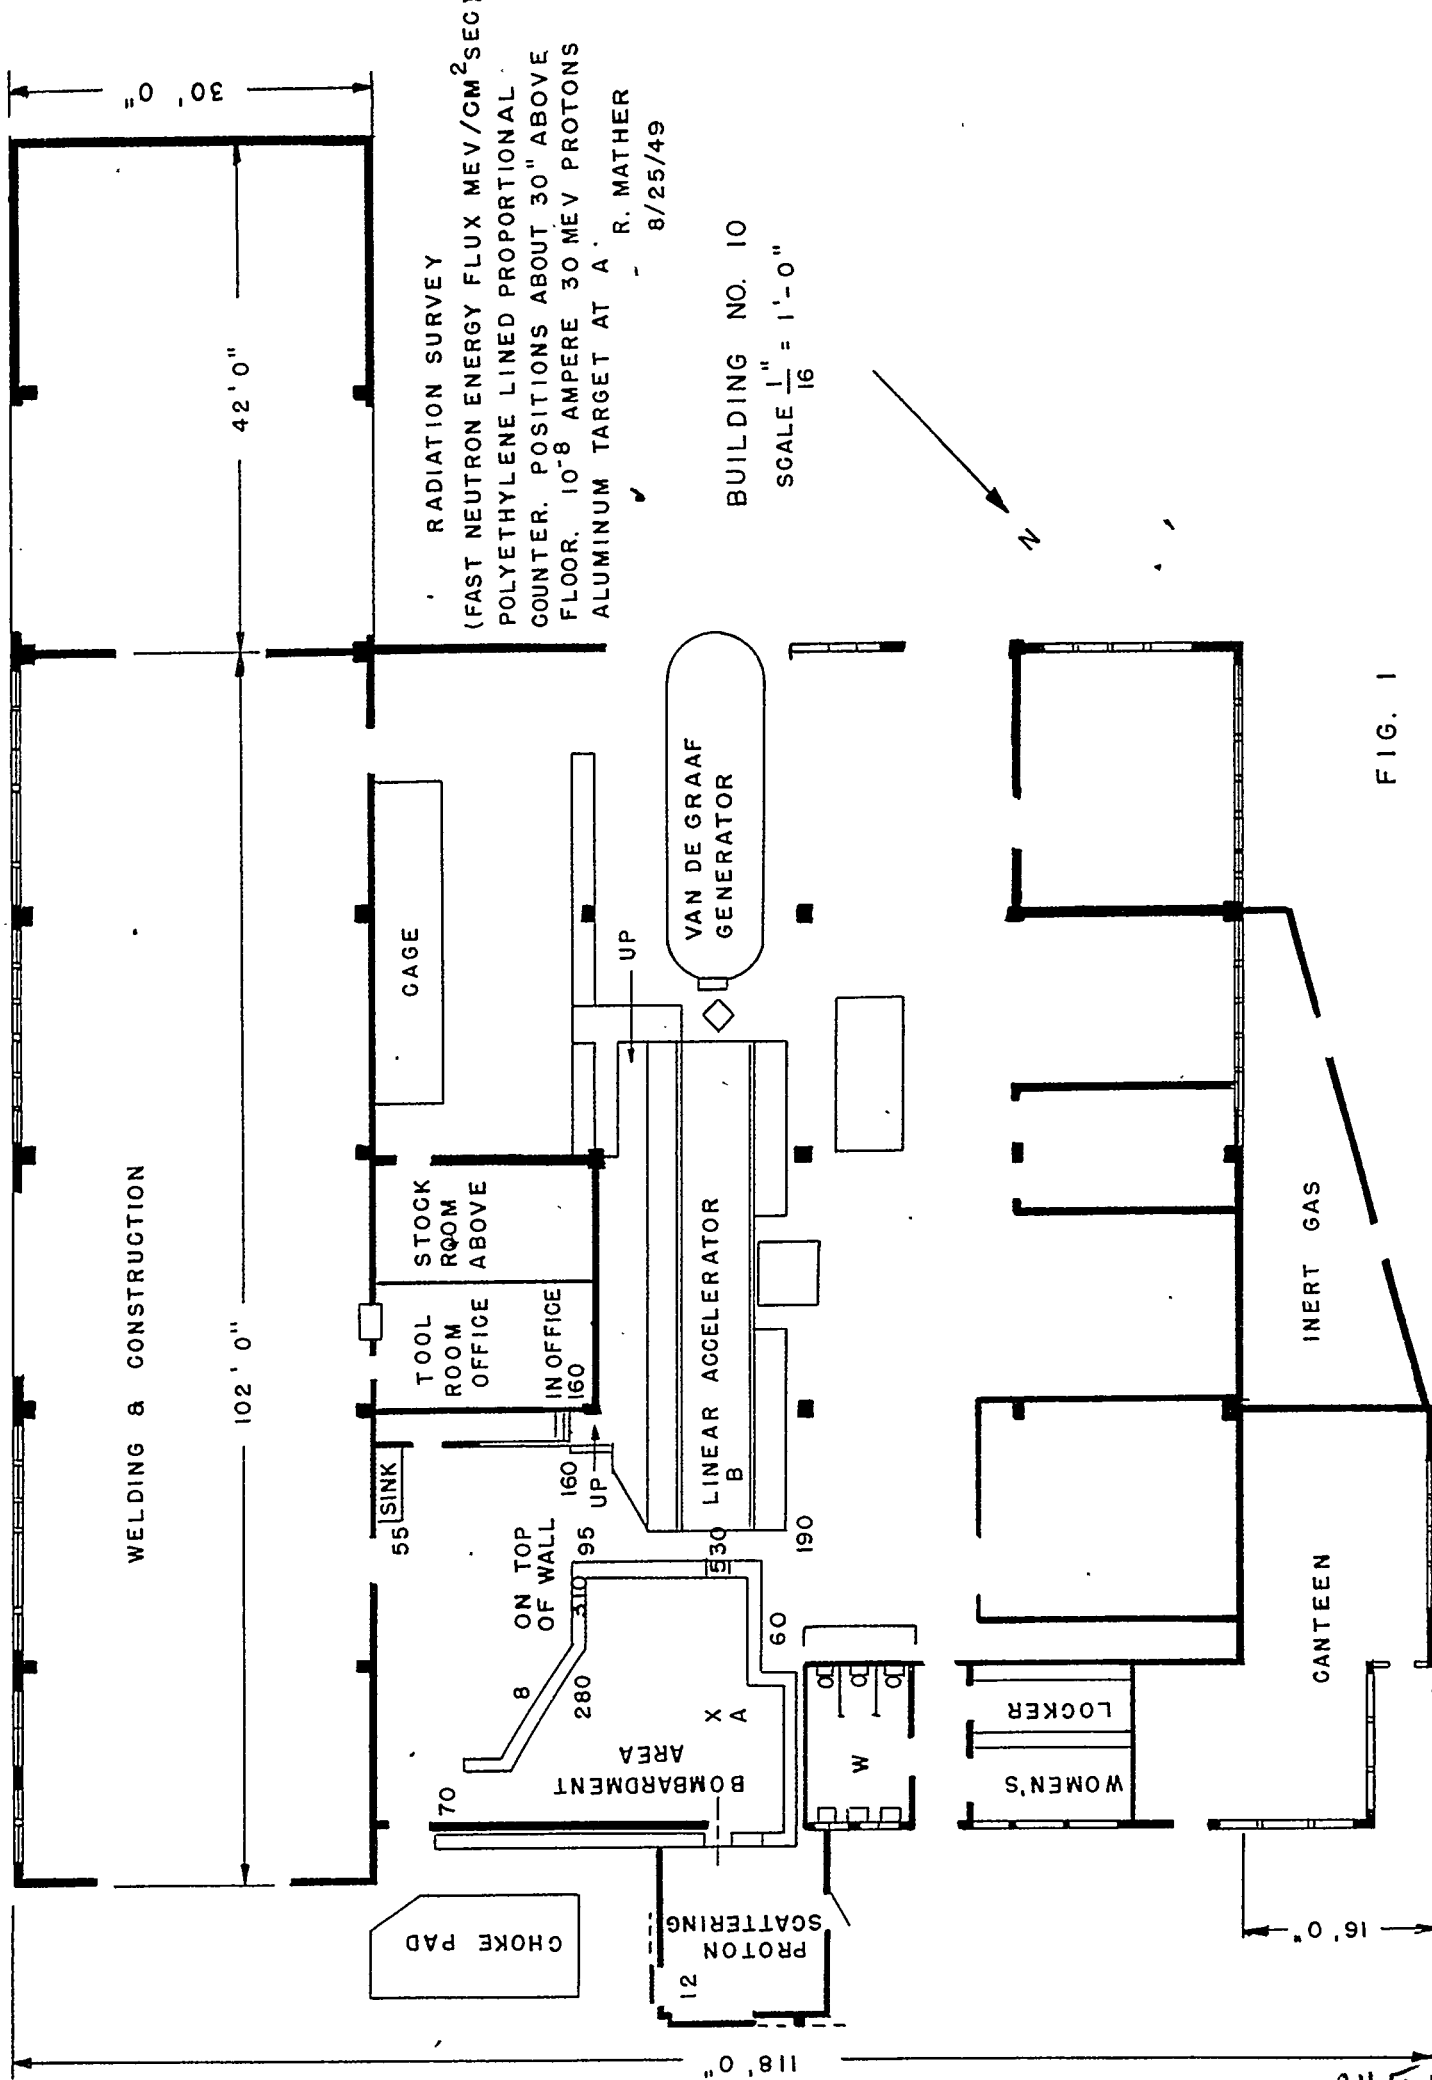 RADIATION SURVEY
(FAST NEUTRON ENERGY FLUX MEV/CM²SEC)
POLYETHYLENE LINED PROPORTIONAL
COUNTER. POSITIONS ABOUT 30" ABOVE
FLOOR. 10⁻⁸ AMPERE 30 MEV PROTONS
ALUMINUM TARGET AT A.
R. MATHER
8/25/49
BUILDING NO. 10
SCALE 1/16" = 1'-0"
N
30' 0"
42' 0"
102' 0"
WELDING & CONSTRUCTION
CAGE
STOCK
ROOM
ABOVE
TOOL
ROOM
OFFICE
IN OFFICE
160
SINK
55
160
UP
UP
VAN DE GRAAF
GENERATOR
LINEAR ACCELERATOR
B
ON TOP
OF WALL
95
310
530
190
8
280
60
X
A
BOMBARDMENT
AREA
70
CHOKE PAD
PROTON
SCATTERING
12
W
LOCKER
WOMEN'S
CANTEEN
INERT GAS
16' 0"
118' 0"
FIG. 1